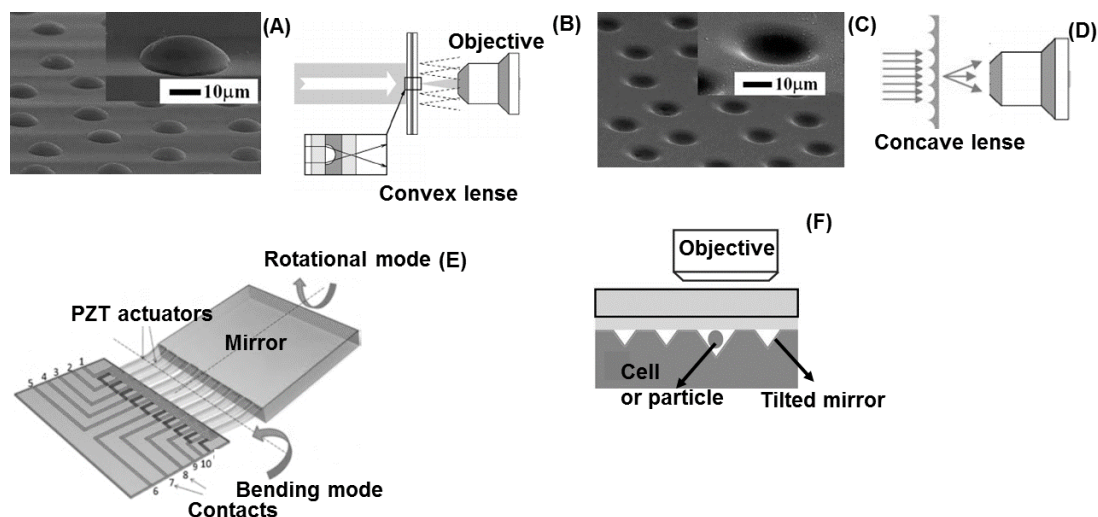 (A)
10μm
Objective
Convex lense
(B)
10μm
(C)
Concave lense
(D)
Rotational mode (E)
PZT actuators
Mirror
1
2
3
4
5
6
7
8
9 10
Bending mode
Contacts
(F)
Objective
Cell
or particle
Tilted mirror